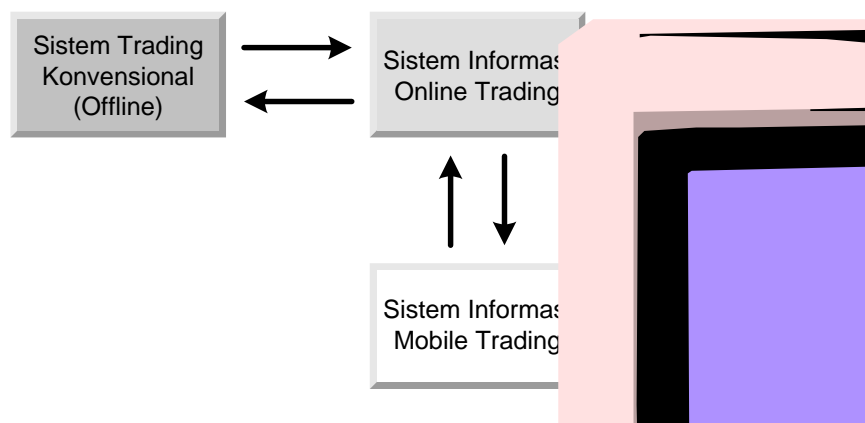 Sistem Trading
Konvensional
(Offline)
Sistem Informas
Online Trading
Sistem Informas
Mobile Trading